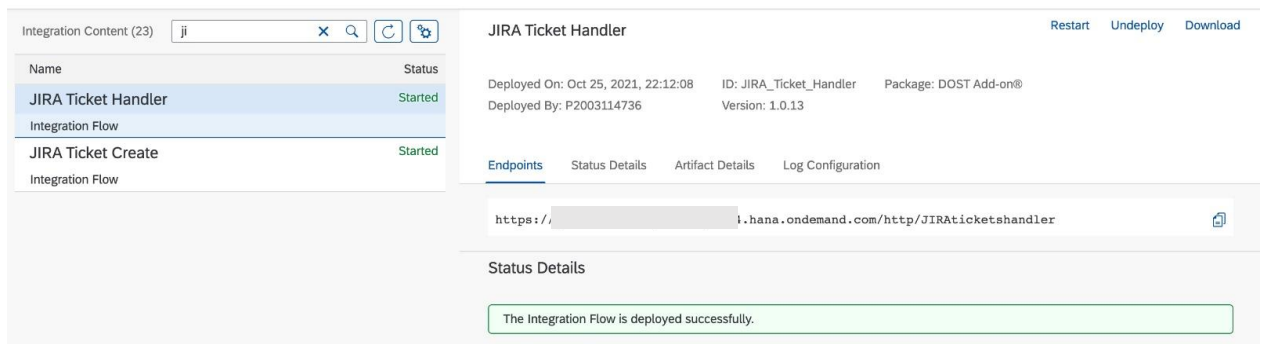 Integration Content (23) ji
Name Status
JIRA Ticket Handler Started
Integration Flow
JIRA Ticket Create Started
Integration Flow
JIRA Ticket Handler Restart Undeploy Download
Deployed On: Oct 25, 2021, 22:12:08 ID: JIRA_Ticket_Handler Package: DOST Add-on®
Deployed By: P2003114736 Version: 1.0.13
Endpoints Status Details Artifact Details Log Configuration
https:/ .hana.ondemand.com/http/JIRAticketshandler
Status Details
The Integration Flow is deployed successfully.